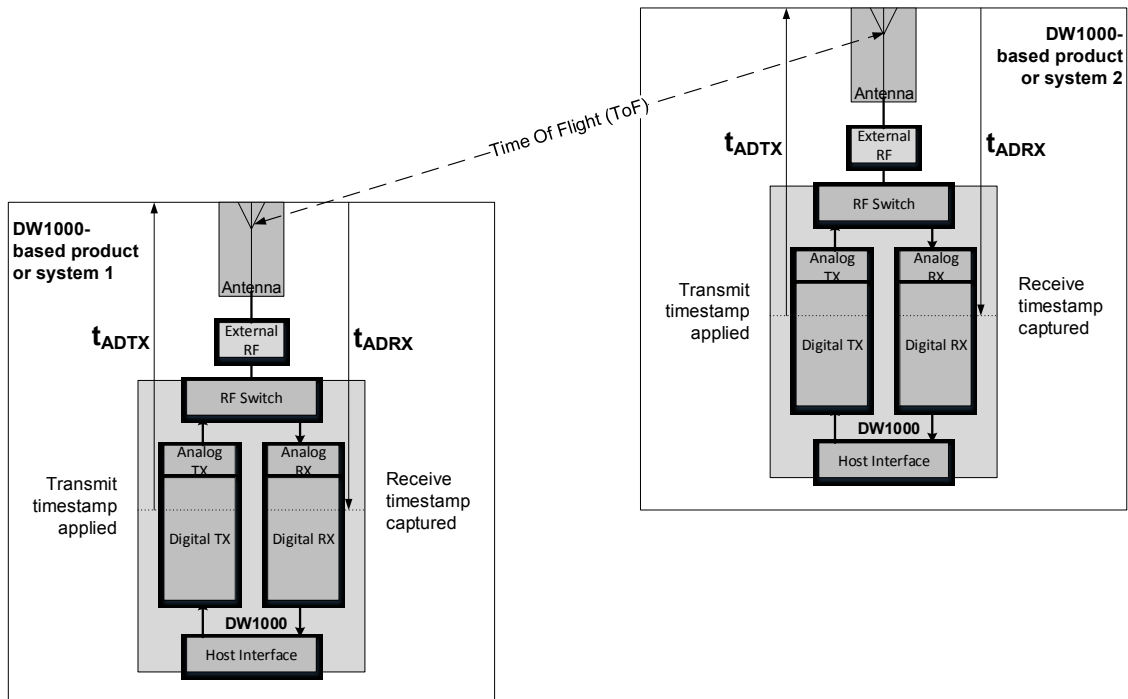 DW1000-
based product
or system 2
Antenna
External
RF
tADTX
tADRX
RF Switch
Analog
TX
Analog
RX
Transmit
timestamp
applied
Receive
timestamp
captured
Digital TX
Digital RX
DW1000
Host Interface
Time Of Flight (ToF)
DW1000-
based product
or system 1
Antenna
External
RF
tADTX
tADRX
RF Switch
Analog
TX
Analog
RX
Transmit
timestamp
applied
Receive
timestamp
captured
Digital TX
Digital RX
DW1000
Host Interface